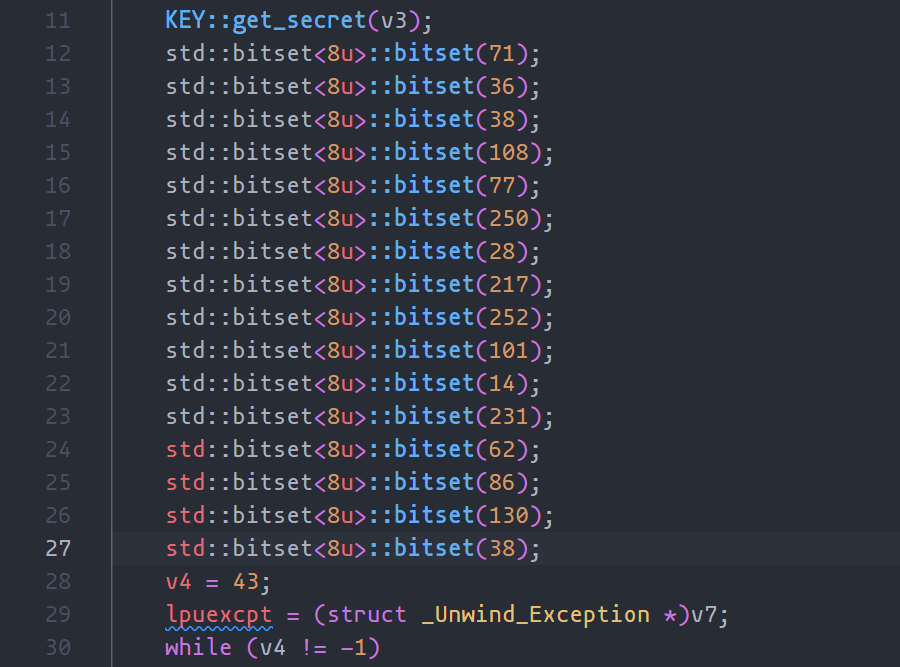 11 KEY::get_secret(v3);
12 std::bitset<8u>::bitset(71);
13 std::bitset<8u>::bitset(36);
14 std::bitset<8u>::bitset(38);
15 std::bitset<8u>::bitset(108);
16 std::bitset<8u>::bitset(77);
17 std::bitset<8u>::bitset(250);
18 std::bitset<8u>::bitset(28);
19 std::bitset<8u>::bitset(217);
20 std::bitset<8u>::bitset(252);
21 std::bitset<8u>::bitset(101);
22 std::bitset<8u>::bitset(14);
23 std::bitset<8u>::bitset(231);
24 std::bitset<8u>::bitset(62);
25 std::bitset<8u>::bitset(86);
26 std::bitset<8u>::bitset(130);
27 std::bitset<8u>::bitset(38);
28 v4 = 43;
29 lpuexcpt = (struct _Unwind_Exception *)v7;
30 while (v4 != -1)